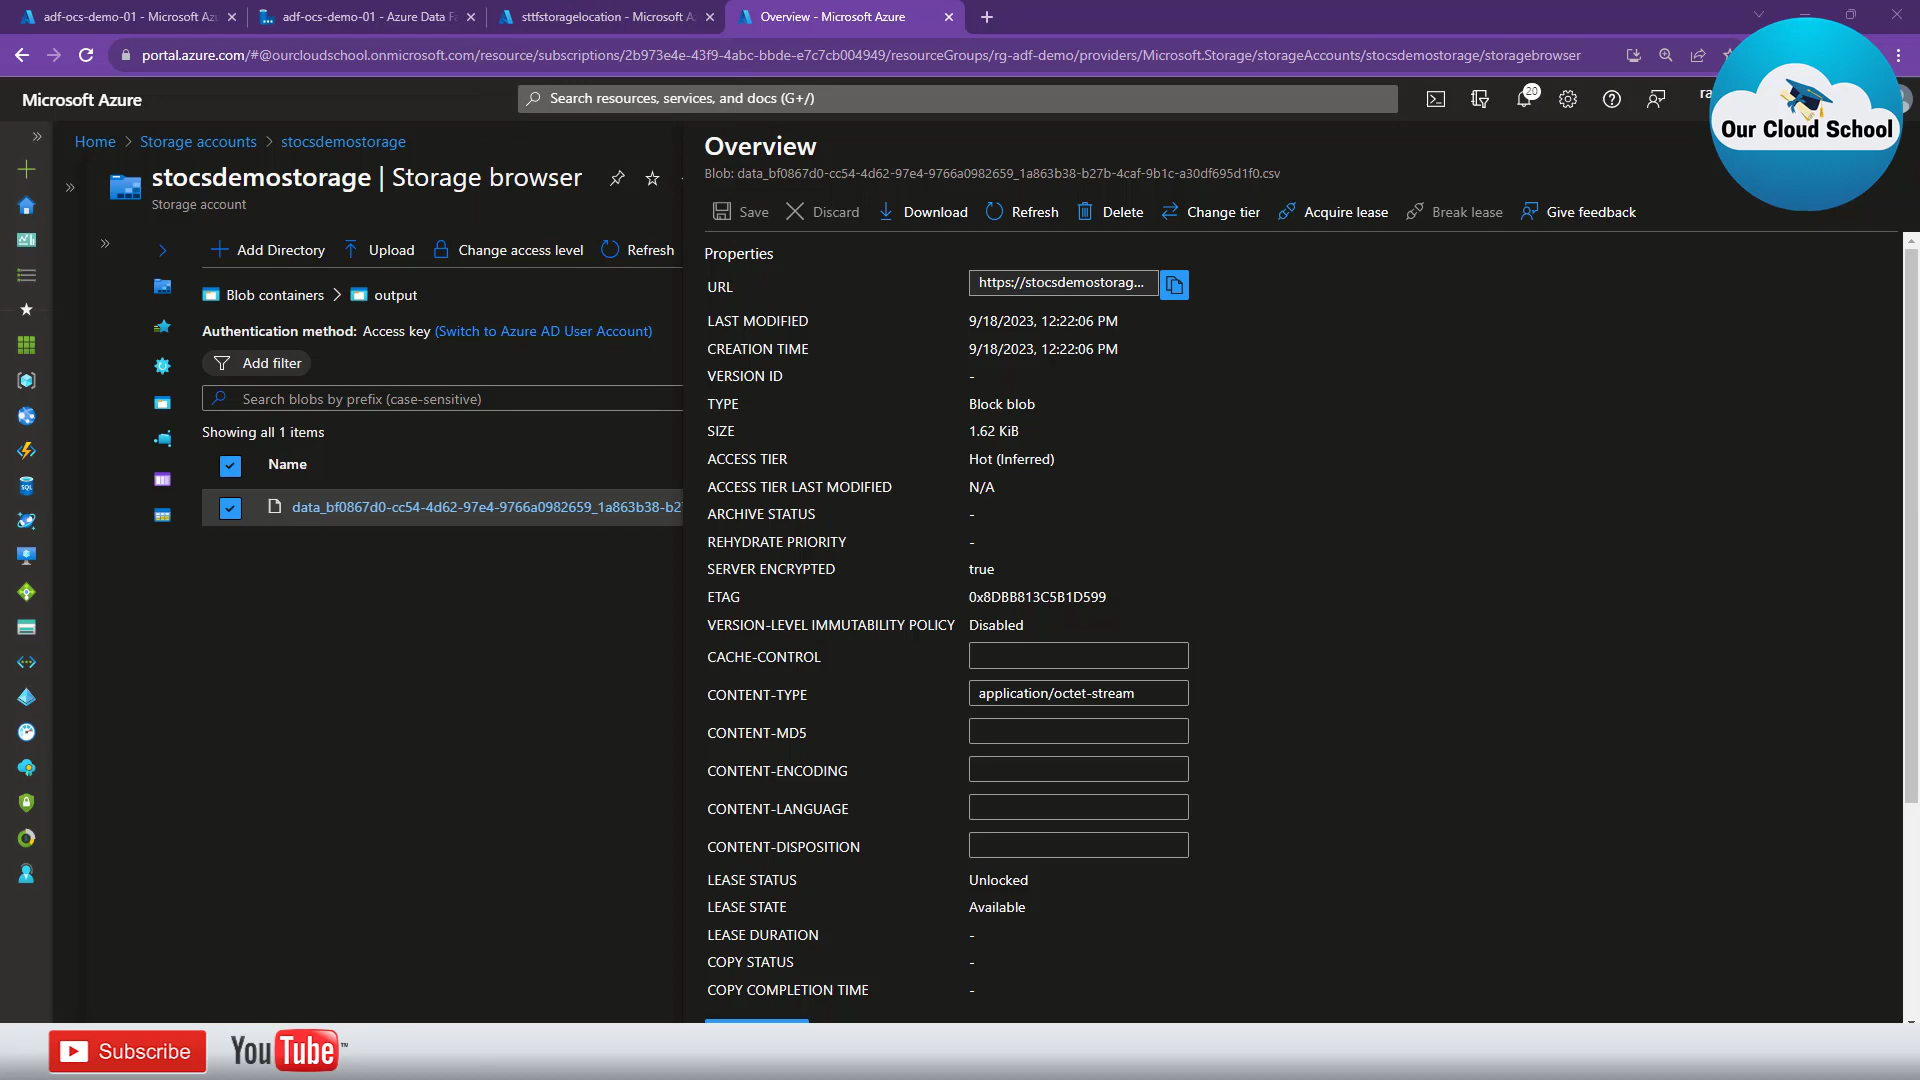 adf-ocs-demo-01 - Microsoft Az
adf-ocs-demo-01 - Azure Data F
sttfstoragelocation - Microsoft A
Overview - Microsoft Azure
portal.azure.com/#@ourcloudschool.onmicrosoft.com/resource/subscriptions/2b973e4e-43f9-4abc-bbde-e7c7cb004949/resourceGroups/rg-adf-demo/providers/Microsoft.Storage/storageAccounts/stocsdemostorage/storagebrowser
Microsoft Azure
Search resources, services, and docs (G+/)
20
ra
Our Cloud School
Home > Storage accounts > stocsdemostorage
stocsdemostorage | Storage browser
Storage account
Add Directory
Upload
Change access level
Refresh
Blob containers > output
Authentication method: Access key (Switch to Azure AD User Account)
Add filter
Search blobs by prefix (case-sensitive)
Showing all 1 items
Name
data_bf0867d0-cc54-4d62-97e4-9766a0982659_1a863b38-b2
SQL
Overview
Blob: data_bf0867d0-cc54-4d62-97e4-9766a0982659_1a863b38-b27b-4caf-9b1c-a30df695d1f0.csv
Save
Discard
Download
Refresh
Delete
Change tier
Acquire lease
Break lease
Give feedback
Properties
URL https://stocsdemostorag...
LAST MODIFIED 9/18/2023, 12:22:06 PM
CREATION TIME 9/18/2023, 12:22:06 PM
VERSION ID -
TYPE Block blob
SIZE 1.62 KiB
ACCESS TIER Hot (Inferred)
ACCESS TIER LAST MODIFIED N/A
ARCHIVE STATUS -
REHYDRATE PRIORITY -
SERVER ENCRYPTED true
ETAG 0x8DBB813C5B1D599
VERSION-LEVEL IMMUTABILITY POLICY Disabled
CACHE-CONTROL
CONTENT-TYPE application/octet-stream
CONTENT-MD5
CONTENT-ENCODING
CONTENT-LANGUAGE
CONTENT-DISPOSITION
LEASE STATUS Unlocked
LEASE STATE Available
LEASE DURATION -
COPY STATUS -
COPY COMPLETION TIME -
Subscribe
YouTube™